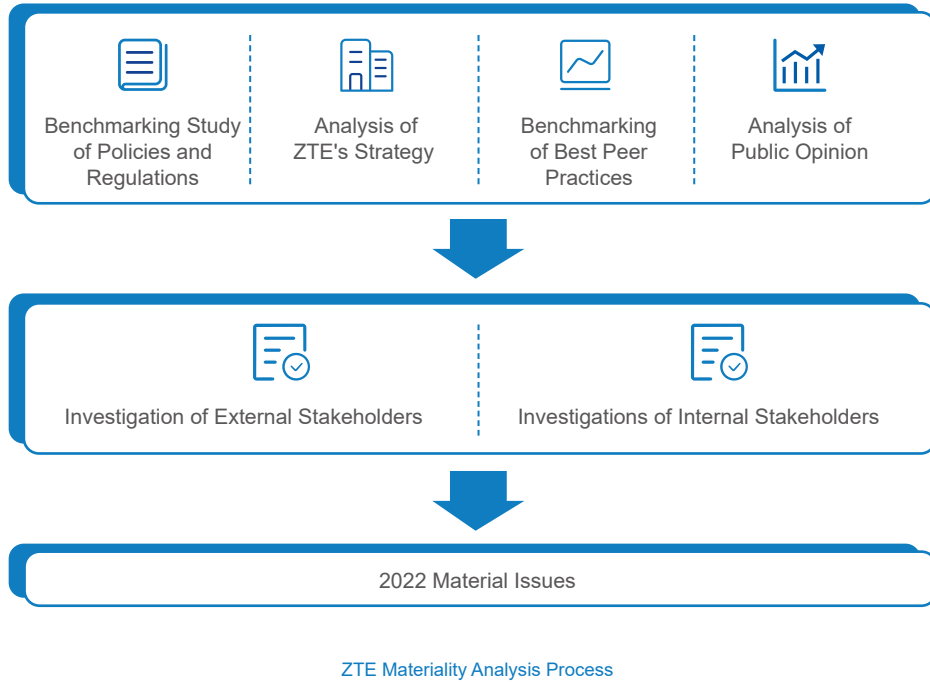 Benchmarking Study
of Policies and
Regulations
Analysis of
ZTE's Strategy
Benchmarking
of Best Peer
Practices
Analysis of
Public Opinion
Investigation of External Stakeholders
Investigations of Internal Stakeholders
2022 Material Issues
ZTE Materiality Analysis Process